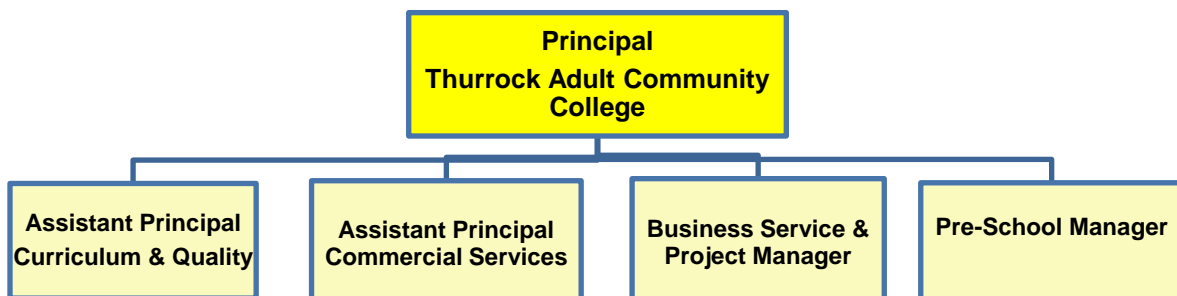 Principal
Thurrock Adult Community
College
Assistant Principal
Curriculum & Quality
Assistant Principal
Commercial Services
Business Service &
Project Manager
Pre-School Manager